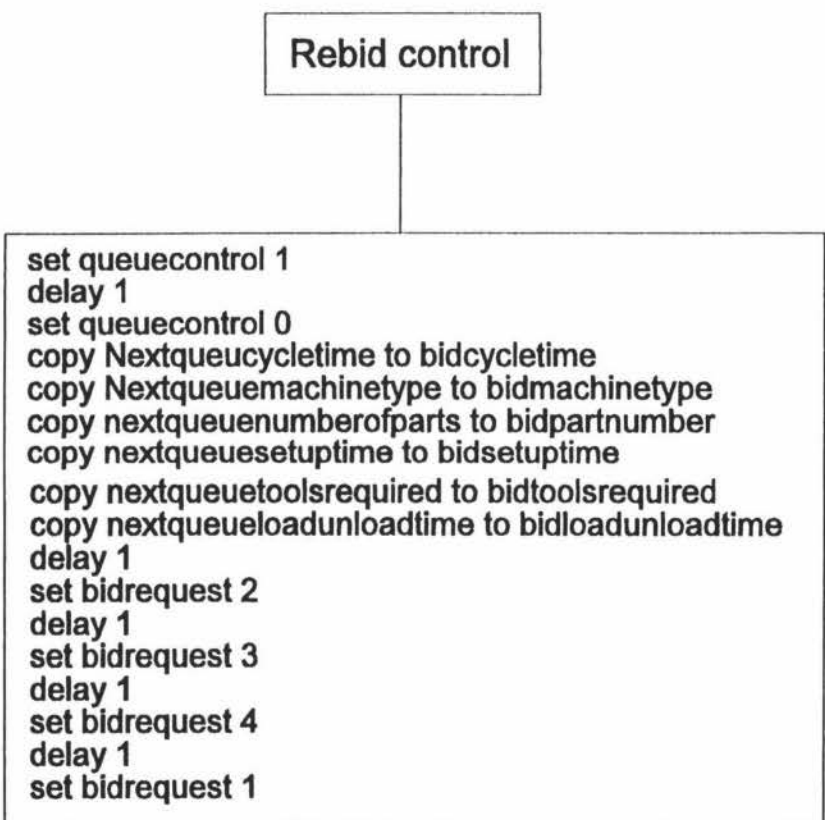 Rebid control
set queuecontrol 1
delay 1
set queuecontrol 0
copy Nextqueucycletime to bidcycletime
copy Nextqueuemachinetype to bidmachinetype
copy nextqueuenumberofparts to bidpartnumber
copy nextqueuesetuptime to bidsetuptime
copy nextqueuetoolsrequired to bidtoolsrequired
copy nextqueueloadunloadtime to bidloadunloadtime
delay 1
set bidrequest 2
delay 1
set bidrequest 3
delay 1
set bidrequest 4
delay 1
set bidrequest 1